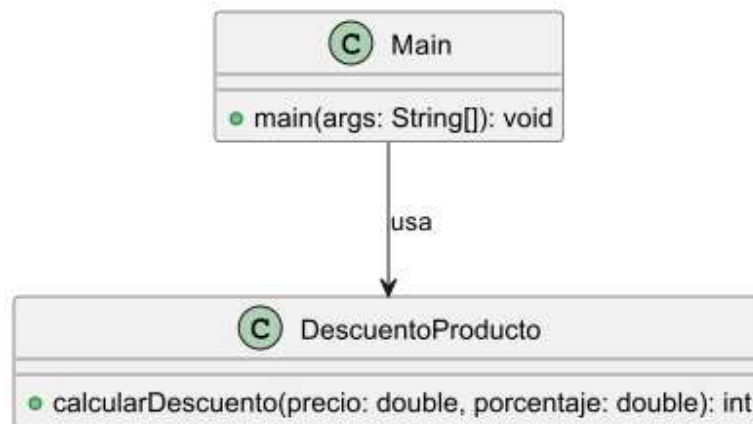 C Main
main(args: String[]): void
usa
C DescuentoProducto
calcularDescuento(precio: double, porcentaje: double): int